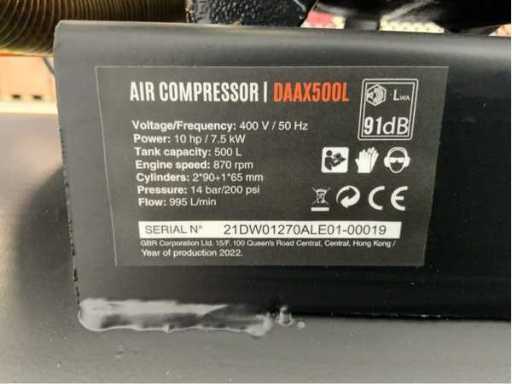 AIR COMPRESSOR | DAAX500L
LWA
91dB
Voltage/Frequency: 400 V / 50 Hz
Power: 10 hp / 7.5 kW
Tank capacity: 500 L
Engine speed: 870 rpm
Cylinders: 2*90+1*65 mm
Pressure: 14 bar/200 psi
Flow: 995 L/min
CE
SERIAL N° 21DW01270ALE01-00019
GBR Corporation Ltd. 15/F. 100 Queen's Road Central, Central, Hong Kong /
Year of production 2022.